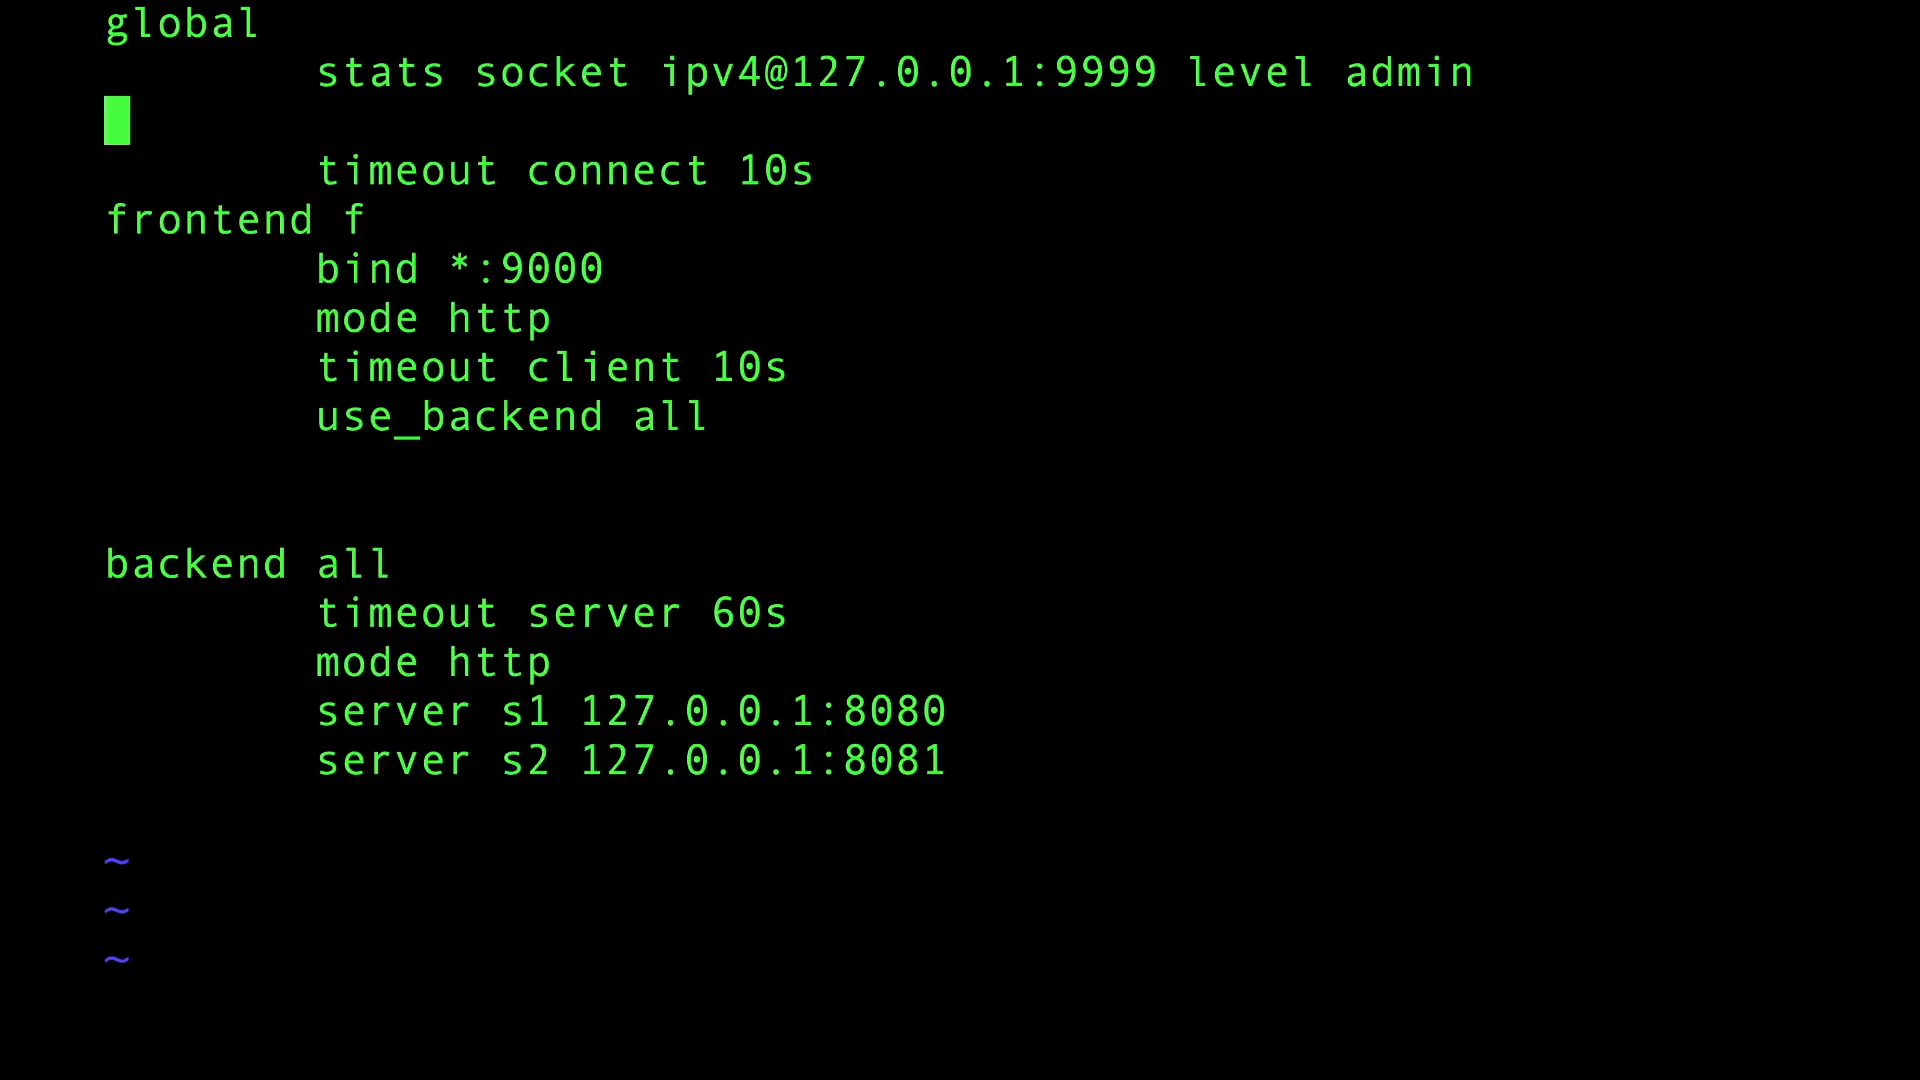 global
stats socket ipv4@127.0.0.1:9999 level admin
timeout connect 10s
frontend f
bind *:9000
mode http
timeout client 10s
use_backend all
backend all
timeout server 60s
mode http
server s1 127.0.0.1:8080
server s2 127.0.0.1:8081
~
~
~